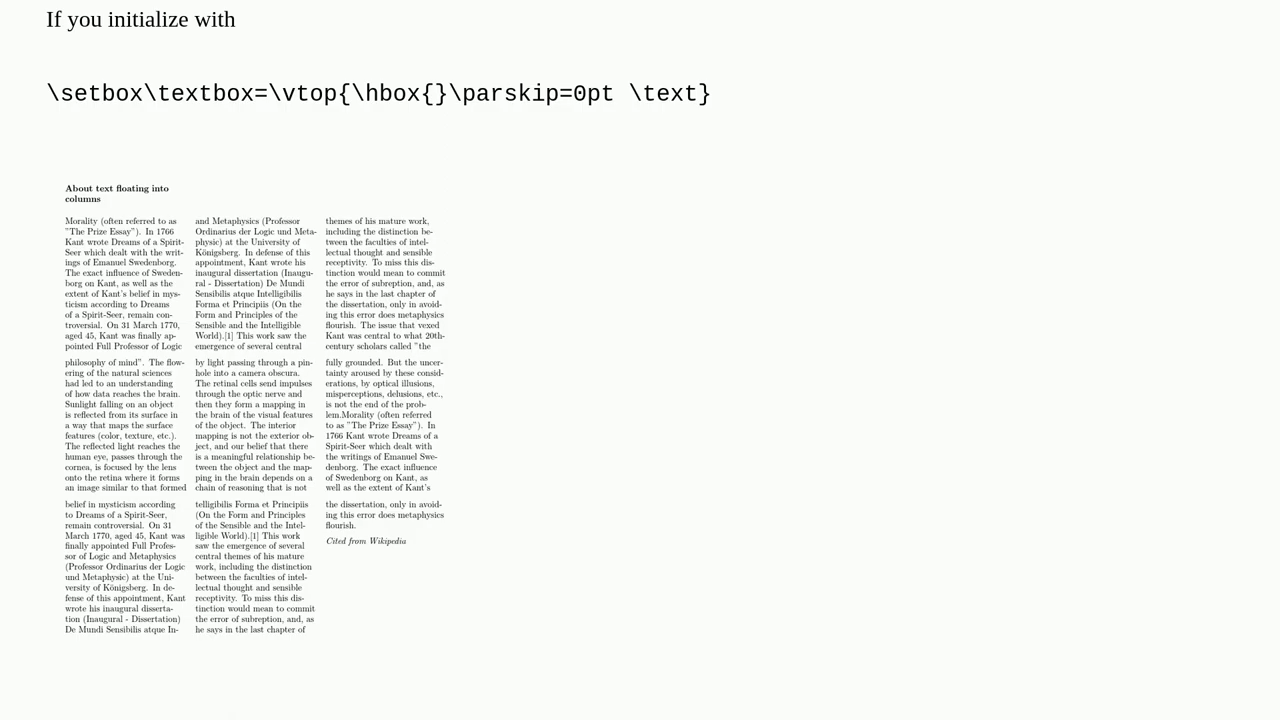 If you initialize with
\setbox\textbox=\vtop{\hbox{}\parskip=0pt \text}
About text floating into
columns
Morality (often referred to as
"The Prize Essay"). In 1766
Kant wrote Dreams of a Spirit-
Seer which dealt with the writ-
ings of Emanuel Swedenborg.
The exact influence of Sweden-
borg on Kant, as well as the
extent of Kant's belief in mys-
ticism according to Dreams
of a Spirit-Seer, remain con-
troversial. On 31 March 1770,
aged 45, Kant was finally ap-
pointed Full Professor of Logic
and Metaphysics (Professor
Ordinarius der Logic und Meta-
physic) at the University of
Königsberg. In defense of this
appointment, Kant wrote his
inaugural dissertation (Inaugu-
ral - Dissertation) De Mundi
Sensibilis atque Intelligibilis
Forma et Principiis (On the
Form and Principles of the
Sensible and the Intelligible
World).[1] This work saw the
emergence of several central
themes of his mature work,
including the distinction be-
tween the faculties of intel-
lectual thought and sensible
receptivity. To miss this dis-
tinction would mean to commit
the error of subreption, and, as
he says in the last chapter of
the dissertation, only in avoid-
ing this error does metaphysics
flourish. The issue that vexed
Kant was central to what 20th-
century scholars called "the
philosophy of mind". The flow-
ering of the natural sciences
had led to an understanding
of how data reaches the brain.
Sunlight falling on an object
is reflected from its surface in
a way that maps the surface
features (color, texture, etc.).
The reflected light reaches the
human eye, passes through the
cornea, is focused by the lens
onto the retina where it forms
an image similar to that formed
by light passing through a pin-
hole into a camera obscura.
The retinal cells send impulses
through the optic nerve and
then they form a mapping in
the brain of the visual features
of the object. The interior
mapping is not the exterior ob-
ject, and our belief that there
is a meaningful relationship be-
tween the object and the map-
ping in the brain depends on a
chain of reasoning that is not
fully grounded. But the uncer-
tainty aroused by these consid-
erations, by optical illusions,
misperceptions, delusions, etc.,
is not the end of the prob-
lem.Morality (often referred
to as "The Prize Essay"). In
1766 Kant wrote Dreams of a
Spirit-Seer which dealt with
the writings of Emanuel Swe-
denborg. The exact influence
of Swedenborg on Kant, as
well as the extent of Kant's
belief in mysticism according
to Dreams of a Spirit-Seer,
remain controversial. On 31
March 1770, aged 45, Kant was
finally appointed Full Profes-
sor of Logic and Metaphysics
(Professor Ordinarius der Logic
und Metaphysic) at the Uni-
versity of Königsberg. In de-
fense of this appointment, Kant
wrote his inaugural disserta-
tion (Inaugural - Dissertation)
De Mundi Sensibilis atque In-
telligibilis Forma et Principiis
(On the Form and Principles
of the Sensible and the Intel-
ligible World).[1] This work
saw the emergence of several
central themes of his mature
work, including the distinction
between the faculties of intel-
lectual thought and sensible
receptivity. To miss this dis-
tinction would mean to commit
the error of subreption, and, as
he says in the last chapter of
the dissertation, only in avoid-
ing this error does metaphysics
flourish.
Cited from Wikipedia